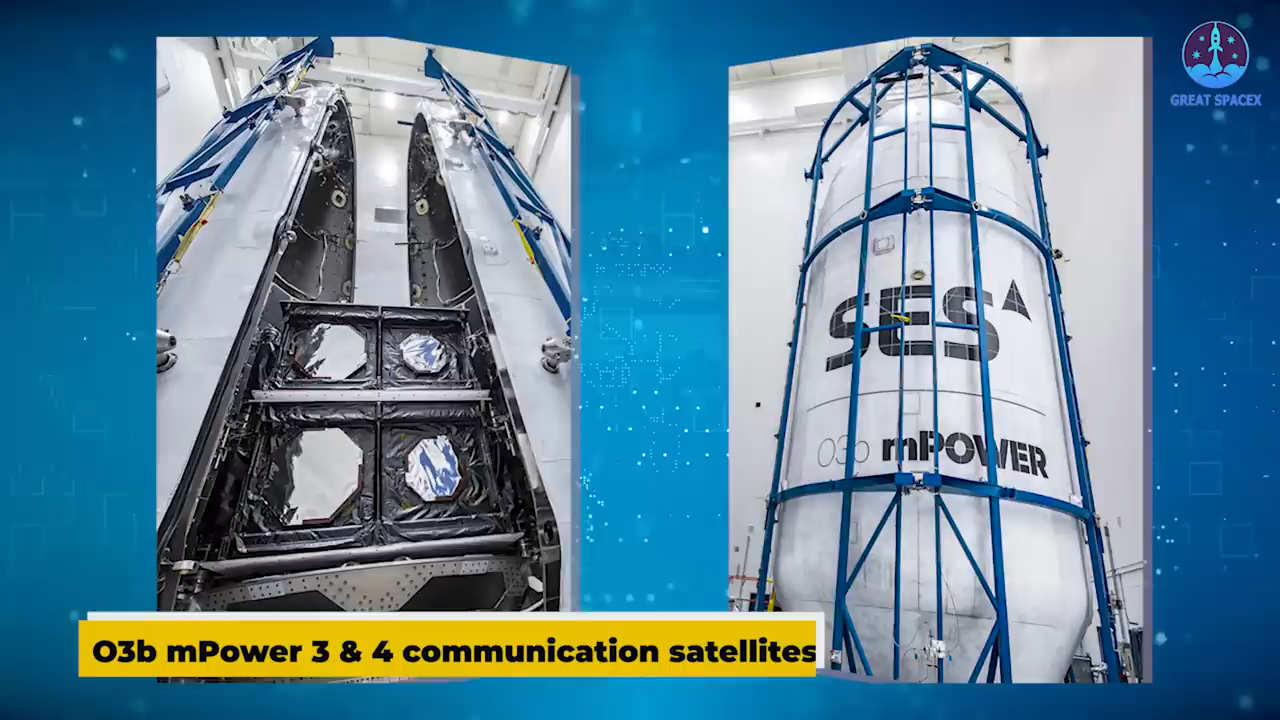 GREAT SPACEX
SES
O3b mPOWER
O3b mPower 3 & 4 communication satellites